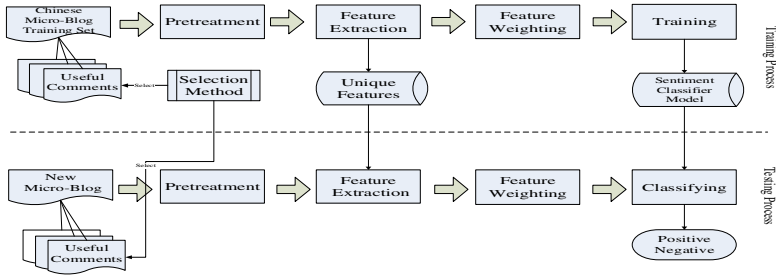 Chinese
Micro-Blog
Training Set
Pretreatment
Feature
Extraction
Feature
Weighting
Training
Training Process
Useful
Comments
Select
Selection
Method
Unique
Features
Sentiment
Classifier
Model
Select
New
Micro-Blog
Pretreatment
Feature
Extraction
Feature
Weighting
Classifying
Testing Process
Useful
Comments
Positive
Negative